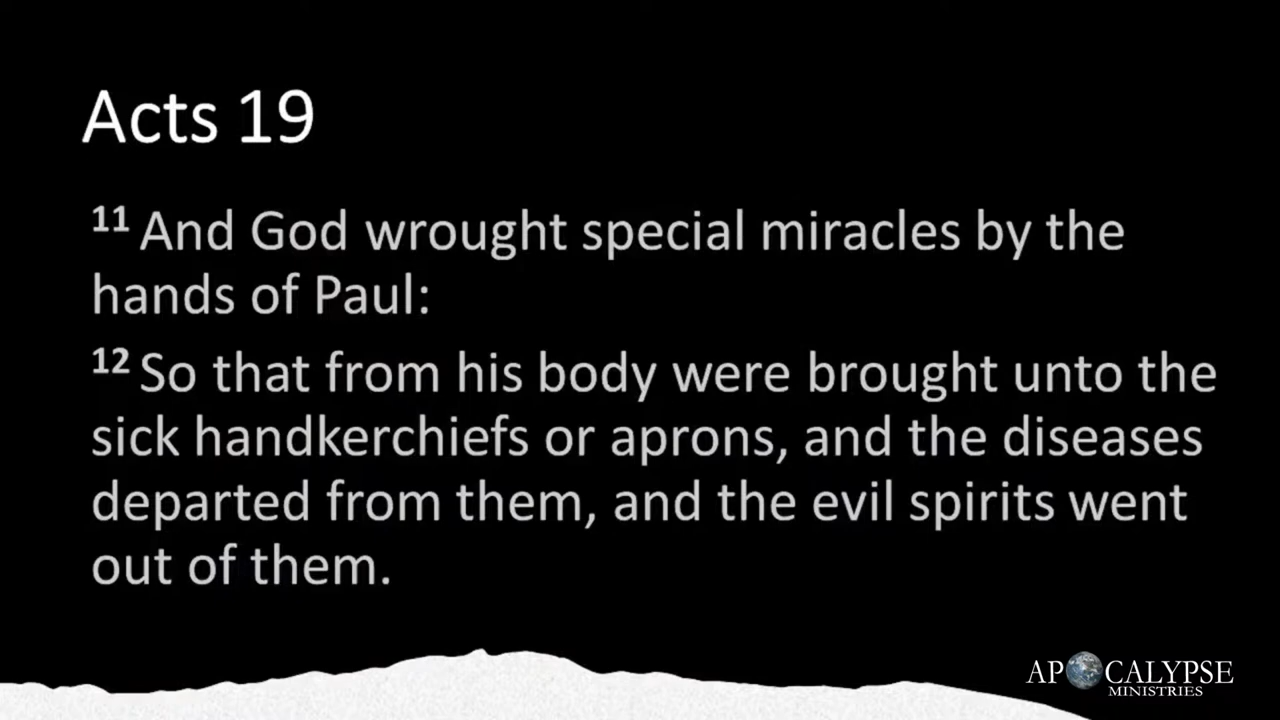 Acts 19
11 And God wrought special miracles by the
hands of Paul:
12 So that from his body were brought unto the
sick handkerchiefs or aprons, and the diseases
departed from them, and the evil spirits went
out of them.
APOCALYPSE
MINISTRIES